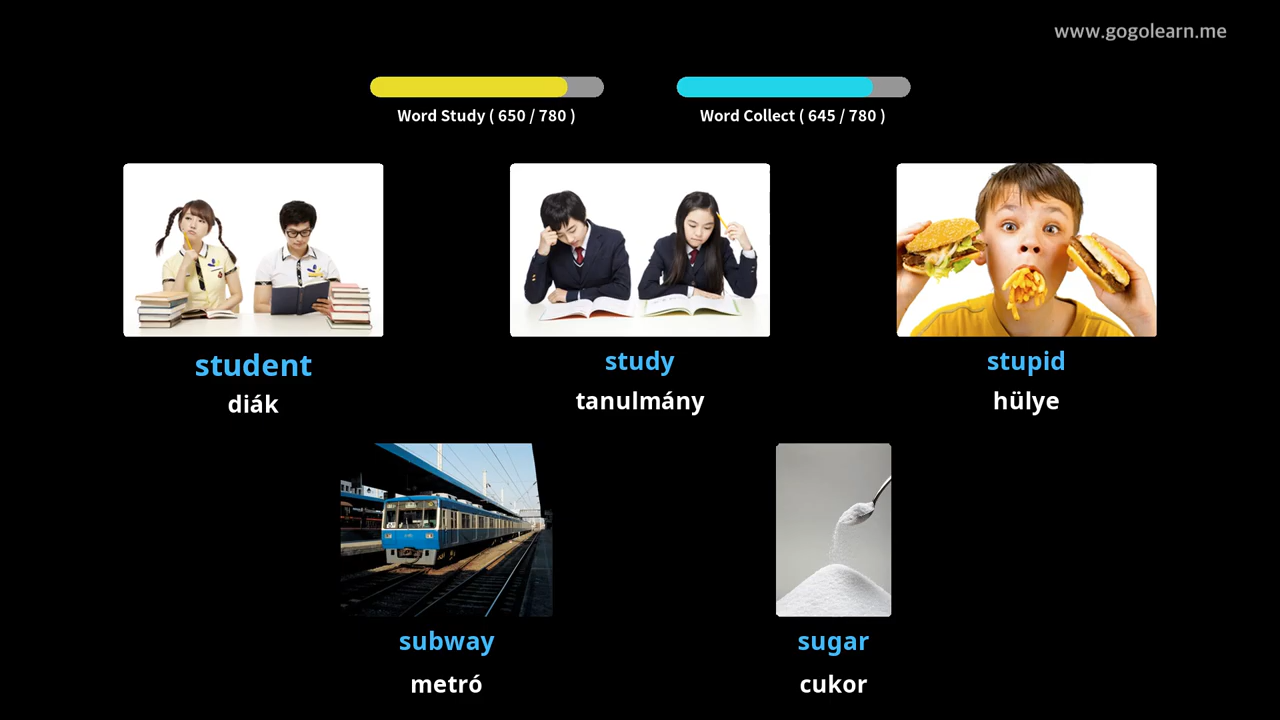 www.gogolearn.me
Word Study ( 650 / 780 )
Word Collect ( 645 / 780 )
student
diák
study
tanulmány
stupid
hülye
subway
metró
sugar
cukor